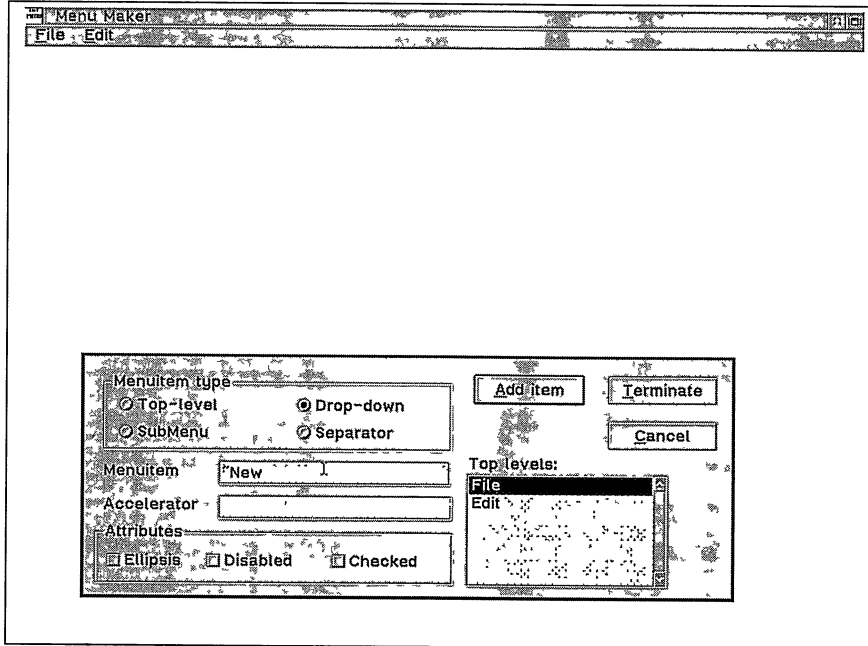 Menu Maker
File Edit
Menuitem type
Top-level
Drop-down
SubMenu
Separator
Add item
Terminate
Cancel
Menuitem
~New
Accelerator
Attributes
Ellipsis
Disabled
Checked
Top levels:
File
Edit